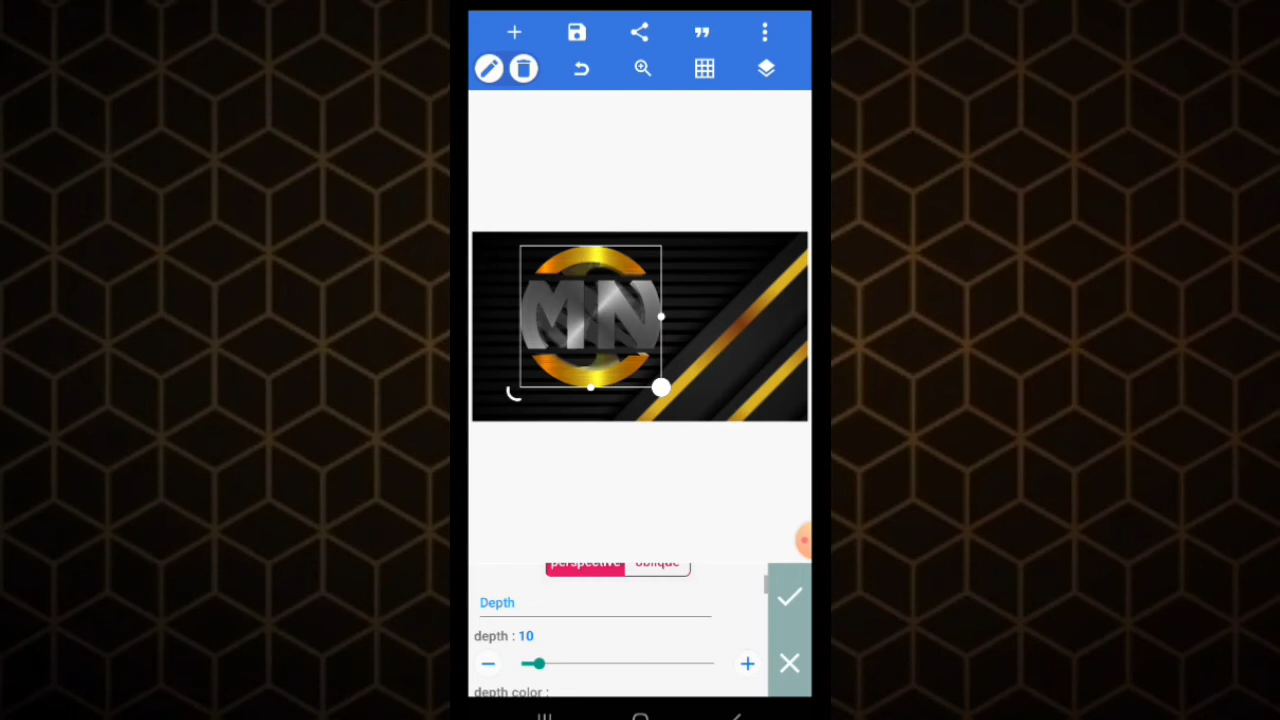 MN
perspective oblique
Depth
depth : 10
depth color :